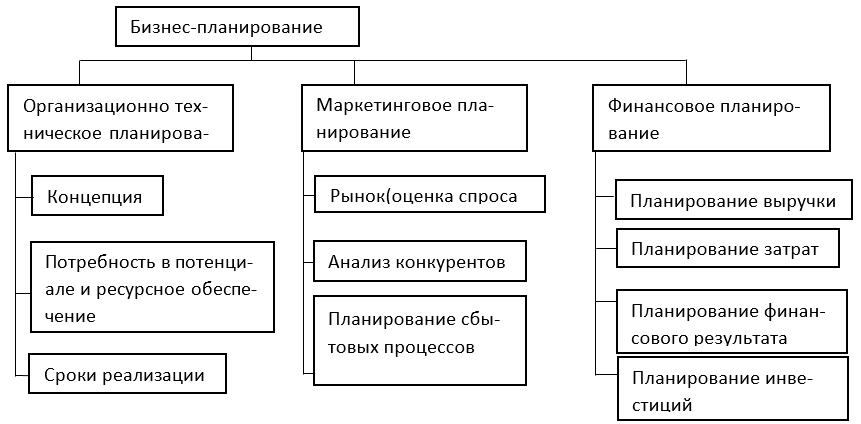 Бизнес-планирование
Организационно тех-
ническое планирова-
Маркетинговое пла-
нирование
Финансовое планиро-
вание
Концепция
Потребность в потенци-
але и ресурсное обеспе-
чение
Сроки реализации
Рынок(оценка спроса
Анализ конкурентов
Планирование сбы-
товых процессов
Планирование выручки
Планирование затрат
Планирование финан-
сового результата
Планирование инве-
стиций